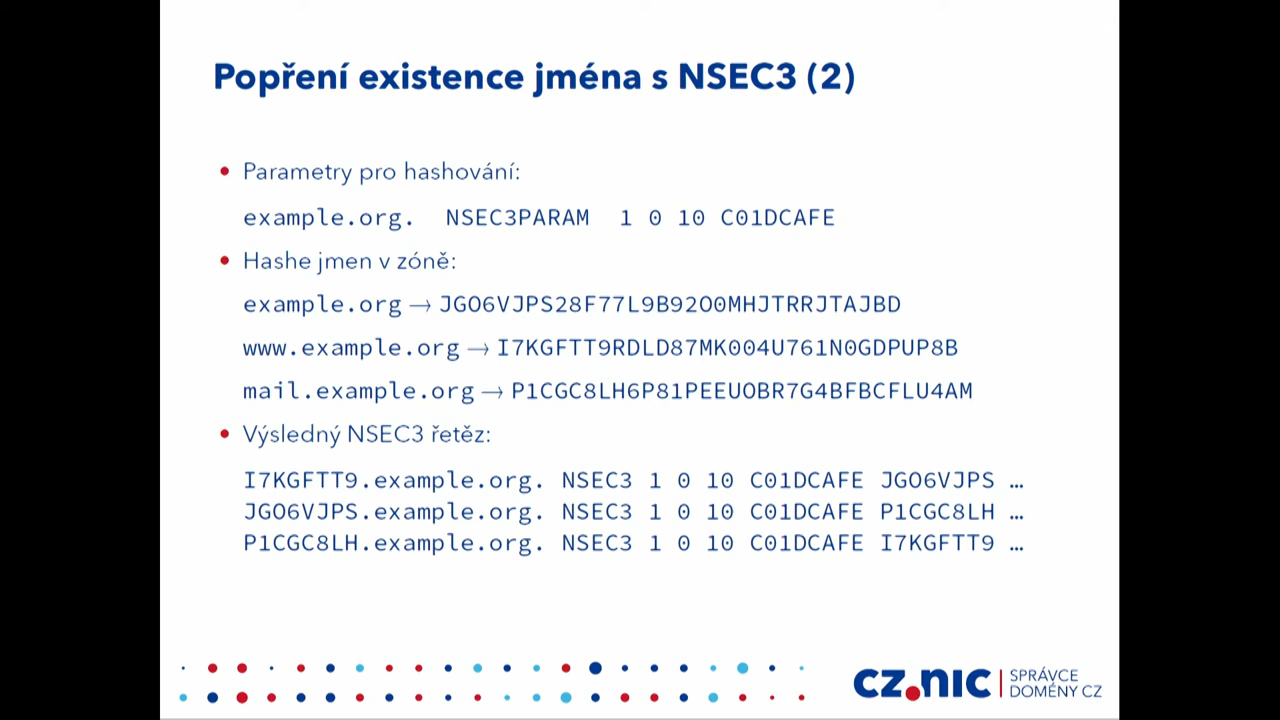 Popření existence jména s NSEC3 (2)
• Parametry pro hashování:
example.org. NSEC3PARAM 1 0 10 C01DCAFE
• Hashe jmen v zóně:
example.org → JGO6VJPS28F77L9B92O0MHJTRRJTAJBD
www.example.org → I7KGFTT9RDLD87MK004U761N0GDPUP8B
mail.example.org → P1CGC8LH6P81PEEUOBR7G4BFBCFLU4AM
• Výsledný NSEC3 řetěz:
I7KGFTT9.example.org. NSEC3 1 0 10 C01DCAFE JGO6VJPS …
JGO6VJPS.example.org. NSEC3 1 0 10 C01DCAFE P1CGC8LH …
P1CGC8LH.example.org. NSEC3 1 0 10 C01DCAFE I7KGFTT9 …
CZ.NIC | SPRÁVCE
DOMÉNY CZ